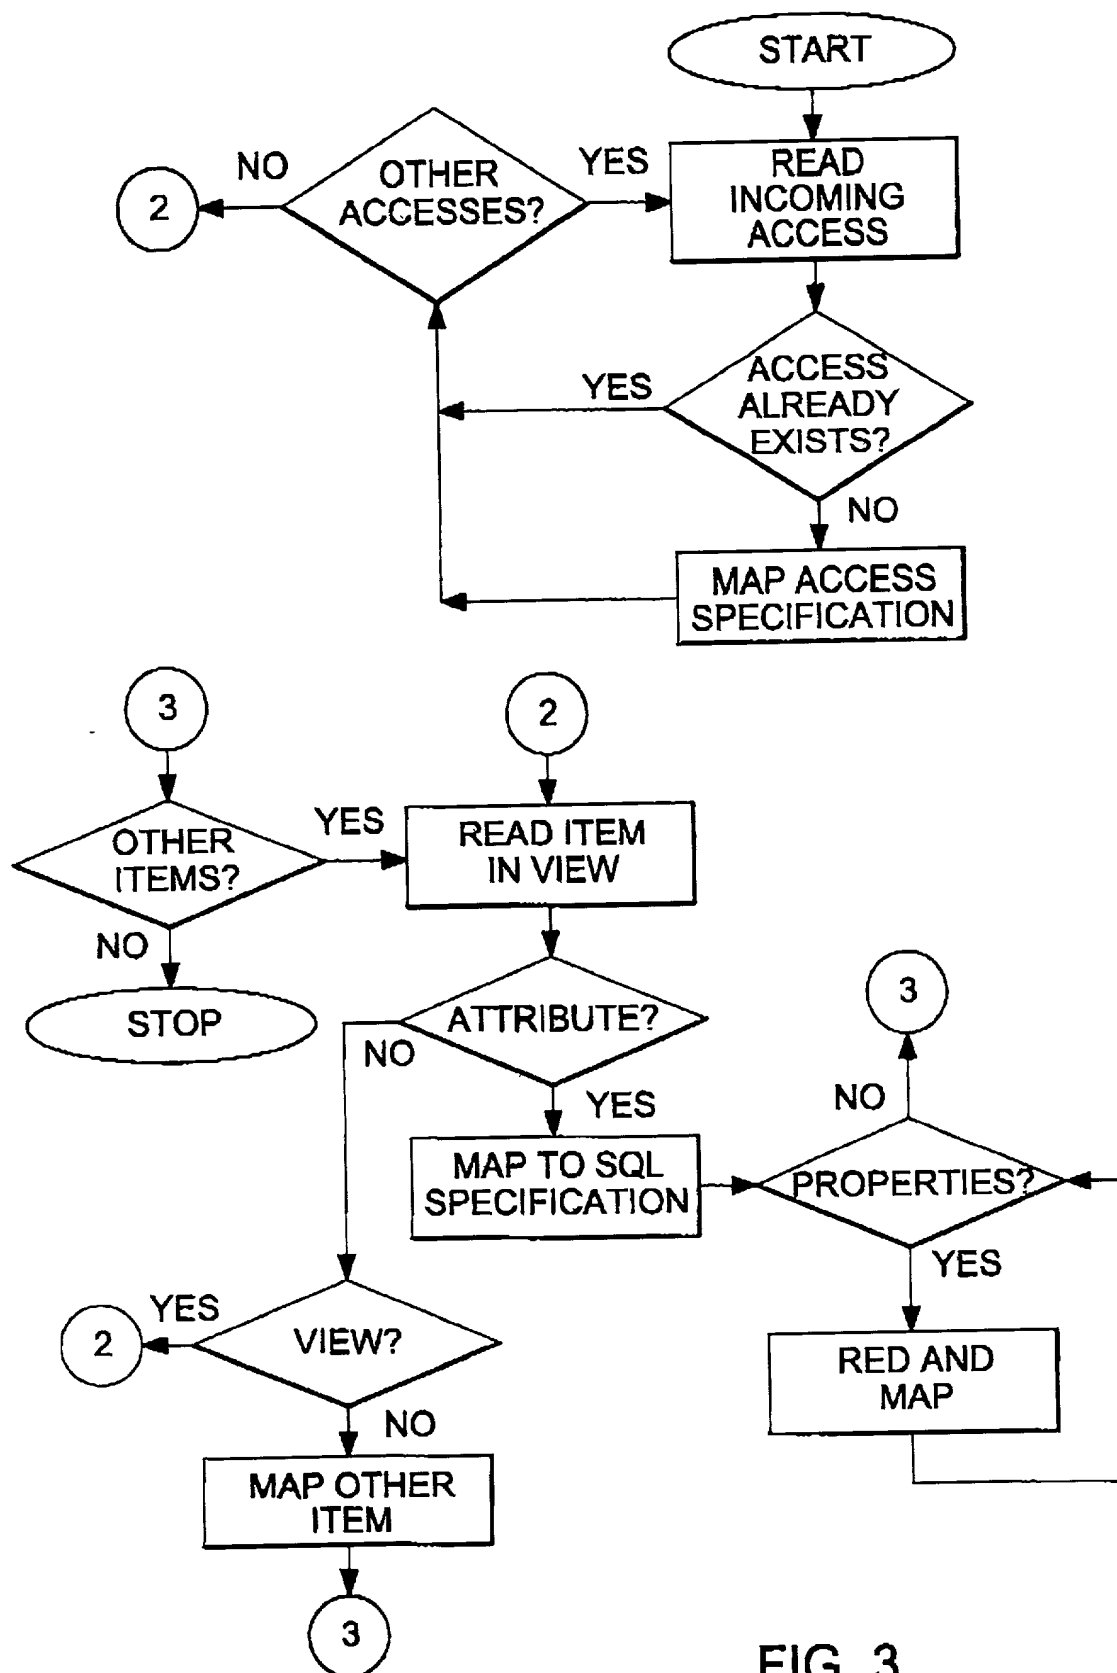 START
NO
OTHER
ACCESSES?
YES
READ
INCOMING
ACCESS
2
YES
ACCESS
ALREADY
EXISTS?
NO
MAP ACCESS
SPECIFICATION
3
2
OTHER
ITEMS?
YES
READ ITEM
IN VIEW
NO
STOP
ATTRIBUTE?
NO
YES
3
NO
MAP TO SQL
SPECIFICATION
PROPERTIES?
YES
YES
2
VIEW?
RED AND
MAP
NO
MAP OTHER
ITEM
3
FIG. 3